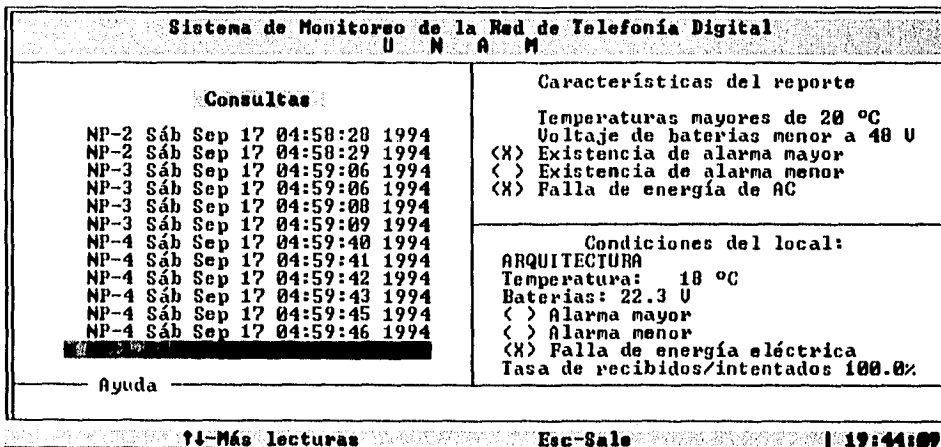 Sistema de Monitoreo de la Red de Telefonía Digital
U N A M
Consultas
NP-2 Sáb Sep 17 04:58:28 1994
NP-2 Sáb Sep 17 04:58:29 1994
NP-3 Sáb Sep 17 04:59:06 1994
NP-3 Sáb Sep 17 04:59:06 1994
NP-3 Sáb Sep 17 04:59:08 1994
NP-3 Sáb Sep 17 04:59:09 1994
NP-4 Sáb Sep 17 04:59:40 1994
NP-4 Sáb Sep 17 04:59:41 1994
NP-4 Sáb Sep 17 04:59:42 1994
NP-4 Sáb Sep 17 04:59:43 1994
NP-4 Sáb Sep 17 04:59:45 1994
NP-4 Sáb Sep 17 04:59:46 1994
Características del reporte
Temperaturas mayores de 20 ºC
Voltaje de baterias menor a 48 V
(X) Existencia de alarma mayor
( ) Existencia de alarma menor
(X) Falla de energía de AC
Condiciones del local:
ARQUITECTURA
Temperatura: 18 ºC
Baterias: 22.3 V
( ) Alarma mayor
( ) Alarma menor
(X) Falla de energía eléctrica
Tasa de recibidos/intentados 100.0%
Ayuda
↑↓-Más lecturas
Esc-Sale